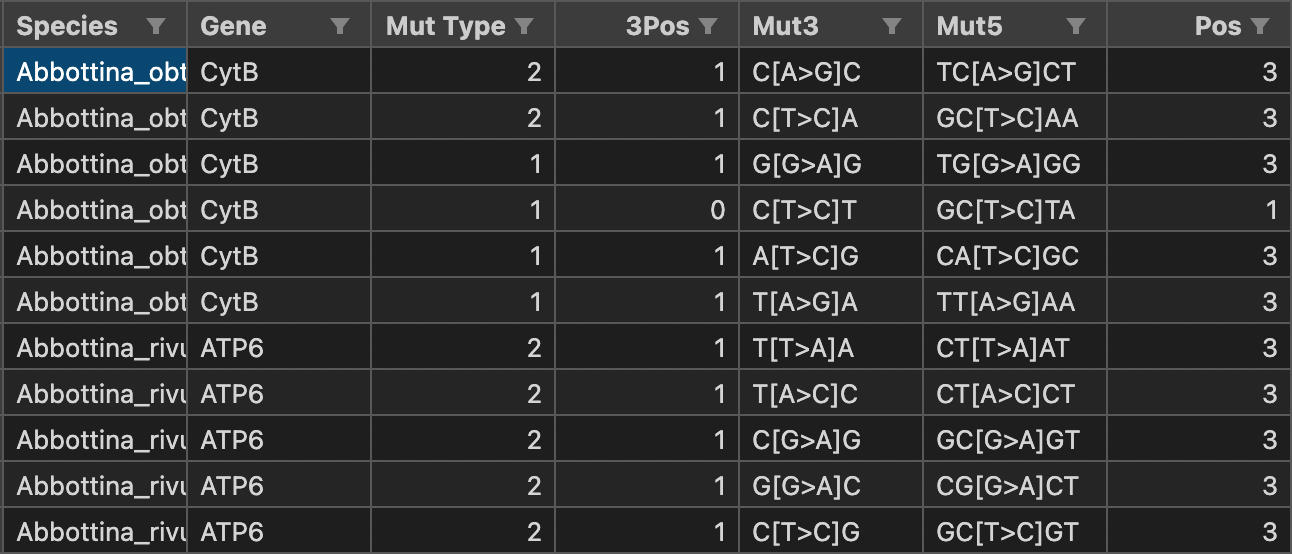 Species Gene Mut Type 3Pos Mut3 Mut5 Pos
Abbottina_obt CytB 2 1 C[A>G]C TC[A>G]CT 3
Abbottina_obt CytB 2 1 C[T>C]A GC[T>C]AA 3
Abbottina_obt CytB 1 1 G[G>A]G TG[G>A]GG 3
Abbottina_obt CytB 1 0 C[T>C]T GC[T>C]TA 1
Abbottina_obt CytB 1 1 A[T>C]G CA[T>C]GC 3
Abbottina_obt CytB 1 1 T[A>G]A TT[A>G]AA 3
Abbottina_rivu ATP6 2 1 T[T>A]A CT[T>A]AT 3
Abbottina_rivu ATP6 2 1 T[A>C]C CT[A>C]CT 3
Abbottina_rivu ATP6 2 1 C[G>A]G GC[G>A]GT 3
Abbottina_rivu ATP6 2 1 G[G>A]C CG[G>A]CT 3
Abbottina_rivu ATP6 2 1 C[T>C]G GC[T>C]GT 3